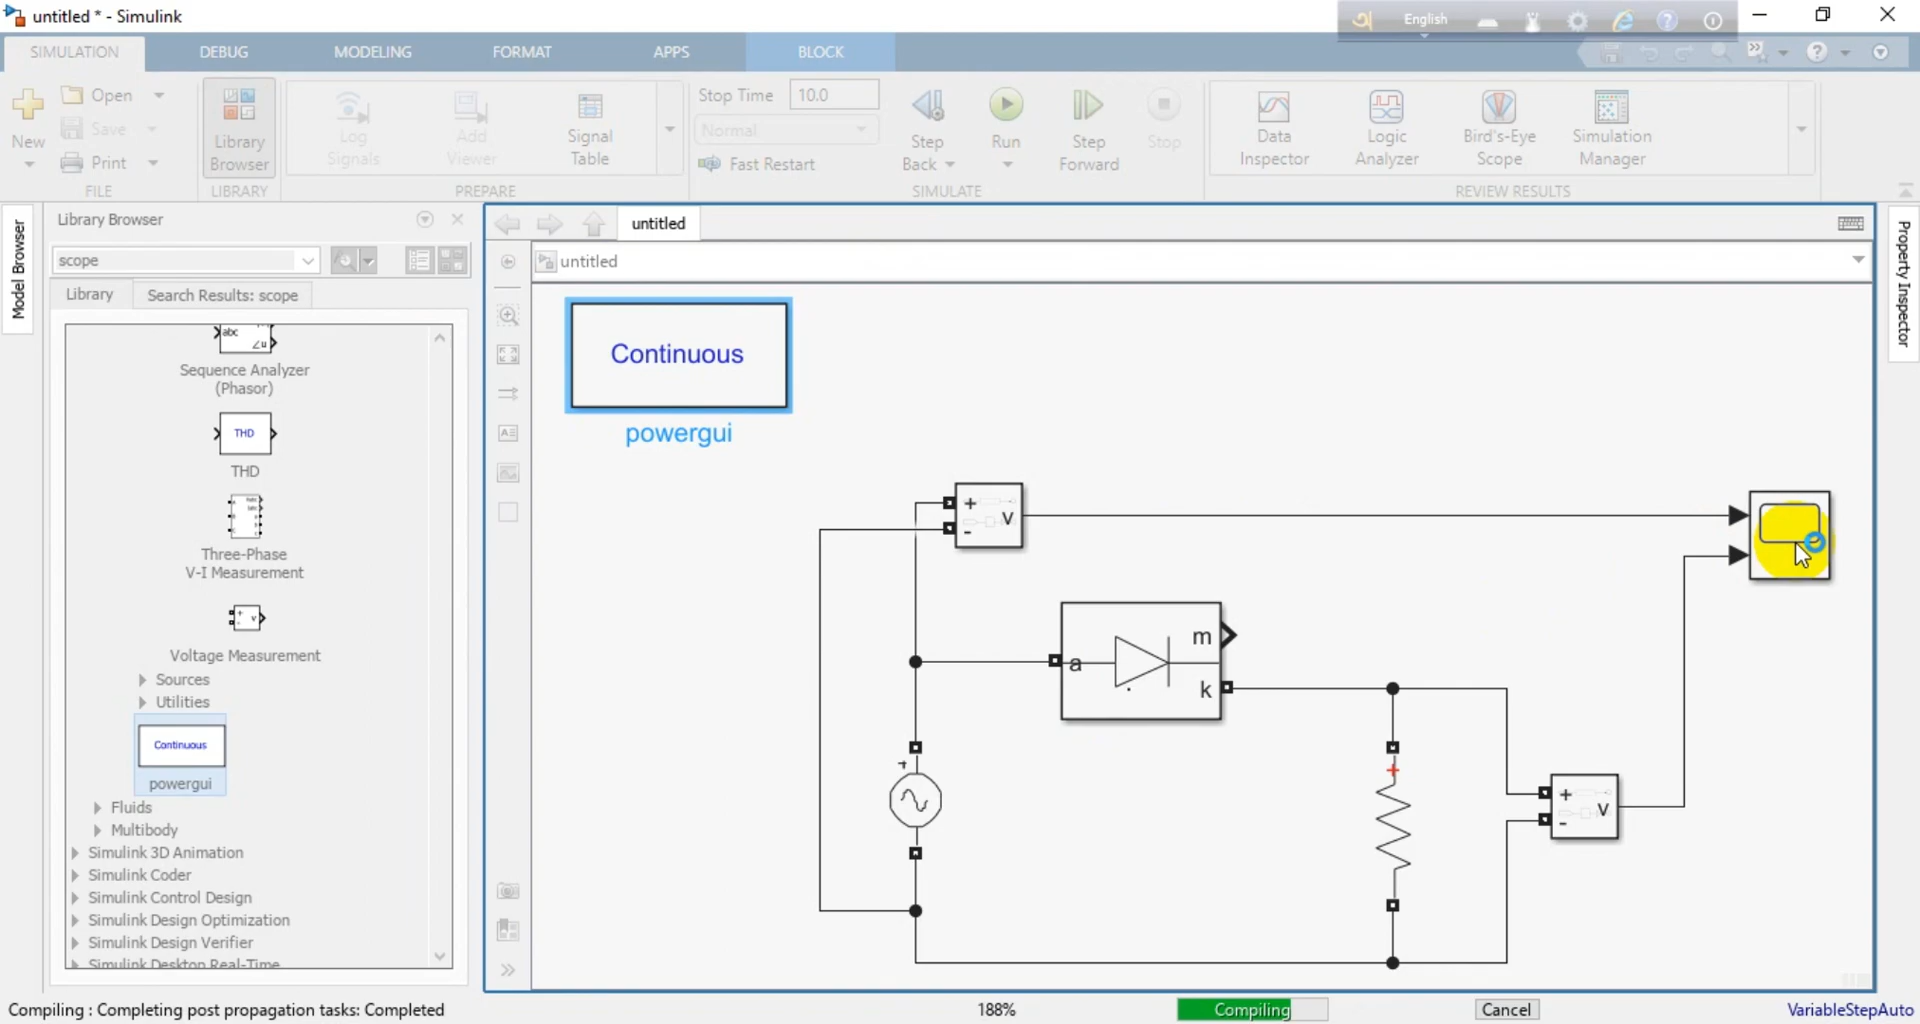 untitled * - Simulink
English
SIMULATION
DEBUG
MODELING
FORMAT
APPS
BLOCK
New
Open
Save
Print
FILE
Library
Browser
LIBRARY
Log
Signals
Add
Viewer
Signal
Table
PREPARE
Stop Time
10.0
Normal
Fast Restart
Step
Back
Run
Step
Forward
Stop
SIMULATE
Data
Inspector
Logic
Analyzer
Bird's-Eye
Scope
Simulation
Manager
REVIEW RESULTS
Model Browser
Library Browser
scope
Library
Search Results: scope
abc
∠u
Sequence Analyzer
(Phasor)
THD
THD
Three-Phase
V-I Measurement
+
-
v
Voltage Measurement
Sources
Utilities
Continuous
powergui
Fluids
Multibody
Simulink 3D Animation
Simulink Coder
Simulink Control Design
Simulink Design Optimization
Simulink Design Verifier
Simulink Desktop Real-Time
untitled
untitled
Property Inspector
Continuous
powergui
+
-
v
a
m
k
+
+
+
-
v
Compiling : Completing post propagation tasks: Completed
188%
Compiling
Cancel
VariableStepAuto